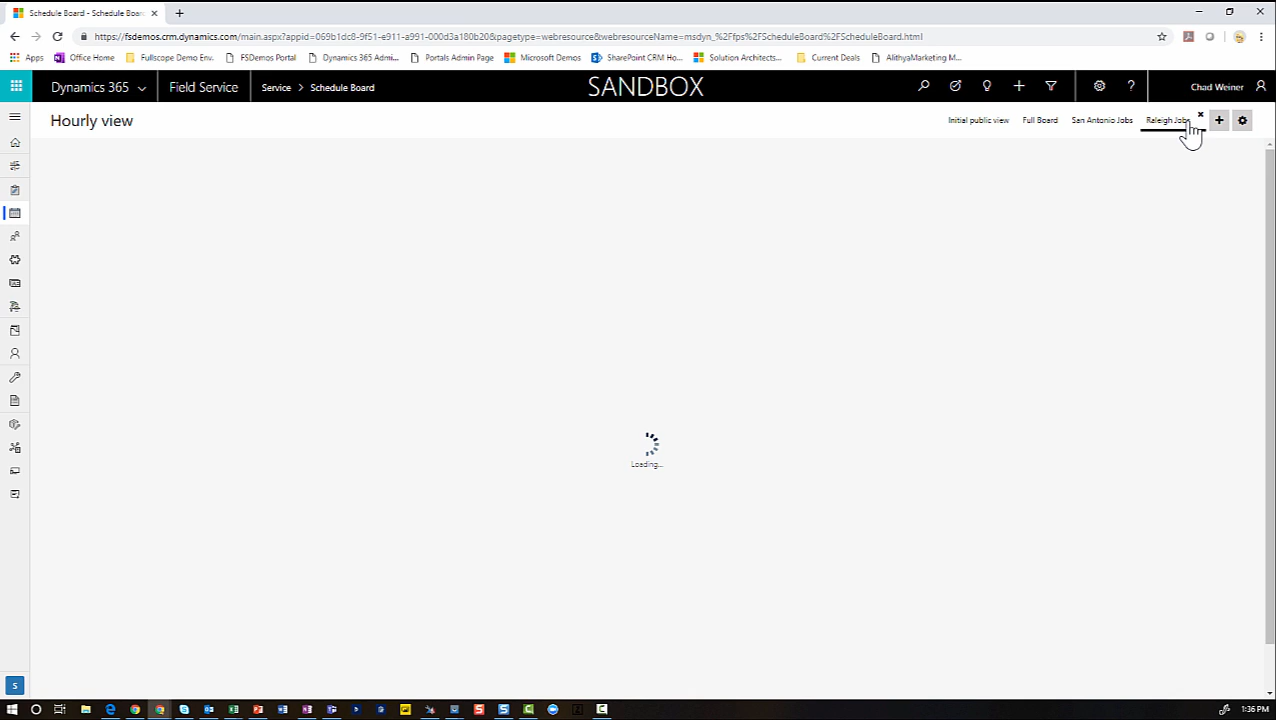 Schedule Board - Schedule Boar
https://fsdemos.crm.dynamics.com/main.aspx?appid=069b1dc8-9f51-e911-a991-000d3a180b20&pagetype=webresource&webresourceName=msdyn_%2Ffps%2FScheduleBoard%2FScheduleBoard.html
Apps Office Home Fullscope Demo Env. FSDemos Portal Dynamics 365 Admi... Portals Admin Page Microsoft Demos SharePoint CRM Ho... Solution Architects... Current Deals AlithyaMarketing M...
Dynamics 365 Field Service Service > Schedule Board SANDBOX Chad Weiner
Hourly view Initial public view Full Board San Antonio Jobs Raleigh Jobs
Loading...
S
1:36 PM